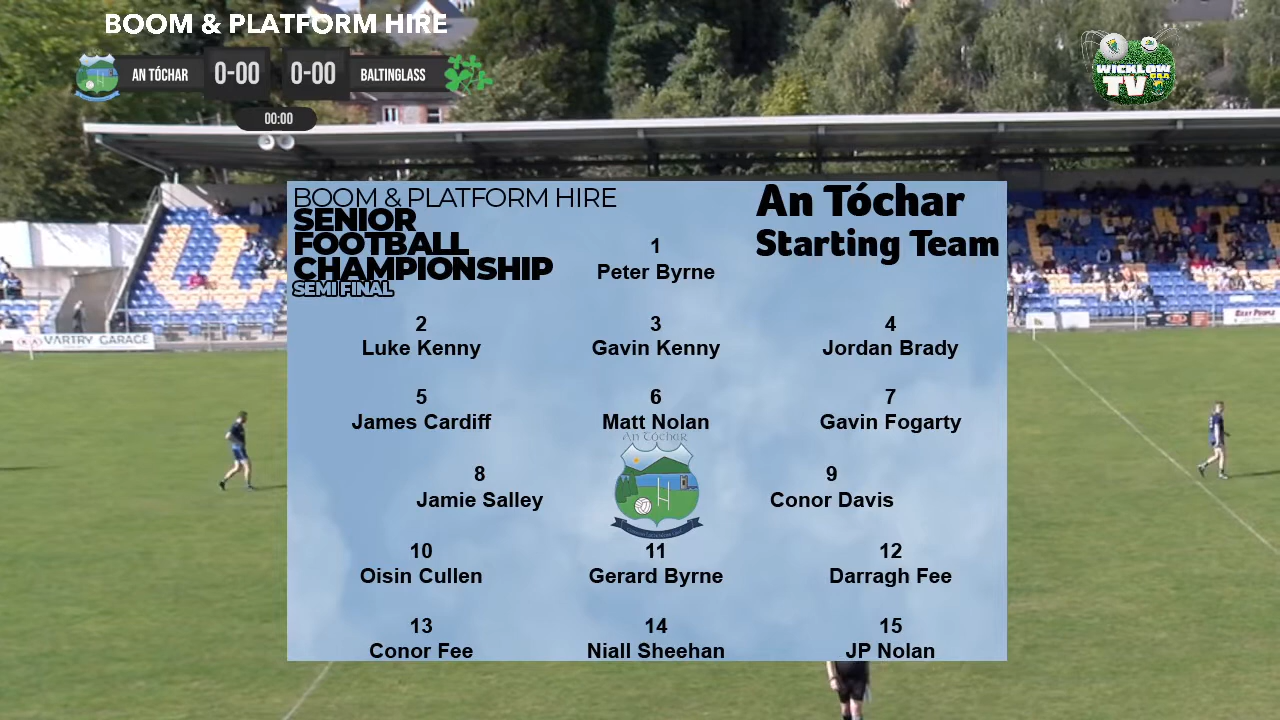 BOOM & PLATFORM HIRE
AN TÓCHAR 0-00 0-00 BALTINGLASS
00:00
WICKLOW
GAA
TV
BOOM & PLATFORM HIRE
SENIOR
FOOTBALL
CHAMPIONSHIP
SEMI FINAL
An Tóchar
Starting Team
1
Peter Byrne
2 3 4
Luke Kenny Gavin Kenny Jordan Brady
5 6 7
James Cardiff Matt Nolan Gavin Fogarty
An Tóchar
8 9
Jamie Salley Conor Davis
10 11 12
Oisin Cullen Gerard Byrne Darragh Fee
13 14 15
Conor Fee Niall Sheehan JP Nolan
VARTRY GARAGE